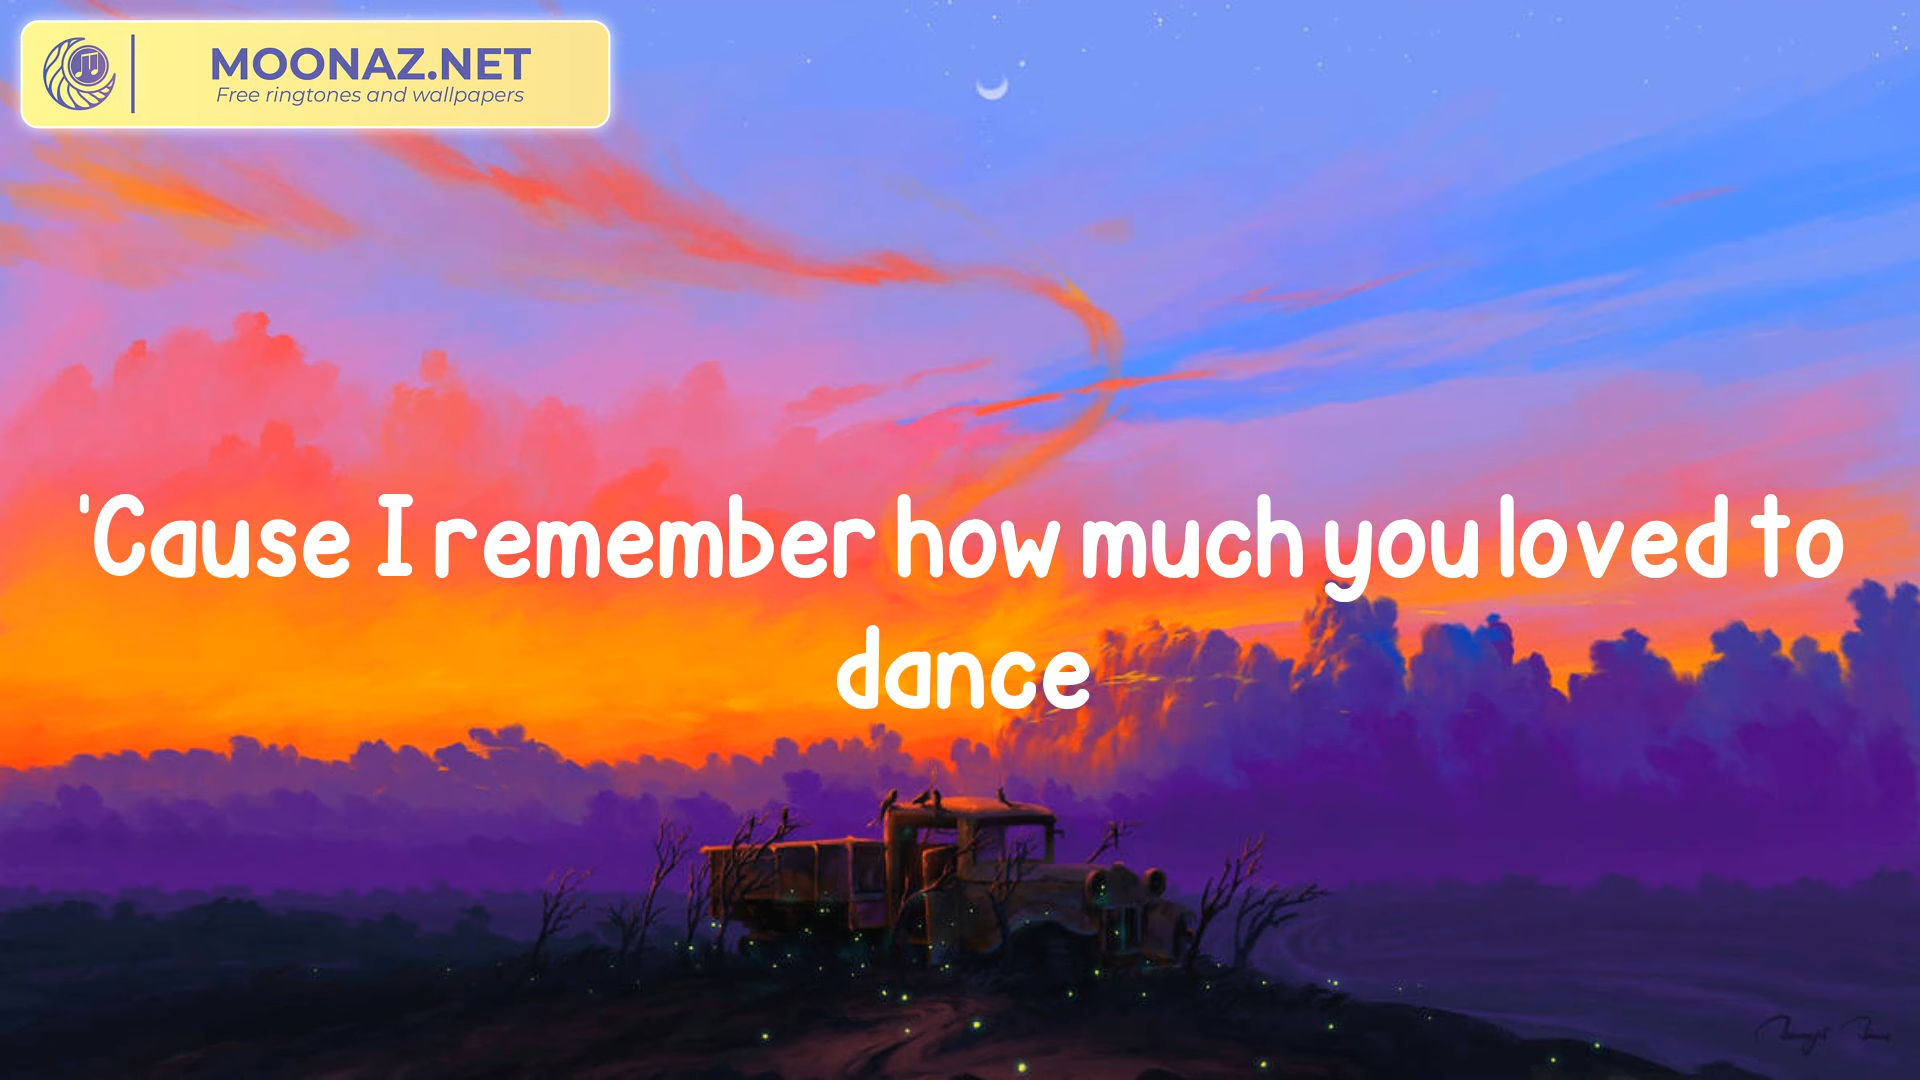 MOONAZ.NET
Free ringtones and wallpapers
'Cause I remember how much you loved to
dance